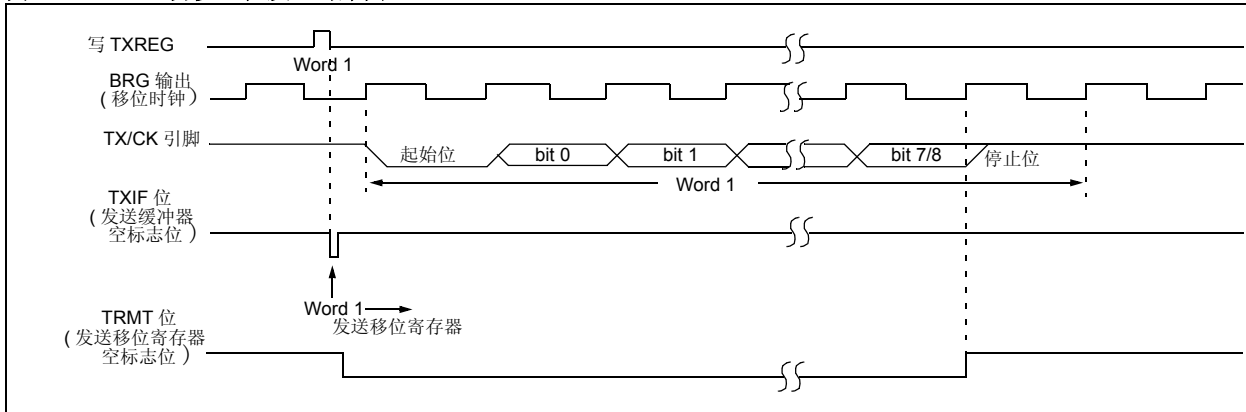 写 TXREG
Word 1
BRG 输出
( 移位时钟 )
TX/CK 引脚
起始位
bit 0
bit 1
bit 7/8
停止位
Word 1
TXIF 位
( 发送缓冲器
空标志位 )
Word 1
发送移位寄存器
TRMT 位
( 发送移位寄存器
空标志位 )